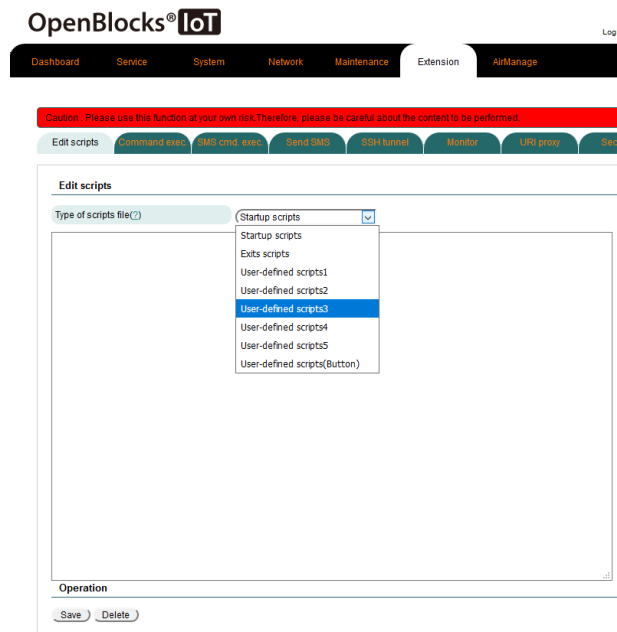 OpenBlocks® IoT
Log
Dashboard Service System Network Maintenance Extension AirManage
Caution : Please use this function at your own risk.Therefore, please be careful about the content to be performed.
Edit scripts Command exec. SMS cmd. exec. Send SMS SSH tunnel Monitor URI proxy Sec
Edit scripts
Type of scripts file(?) Startup scripts
Startup scripts
Exits scripts
User-defined scripts1
User-defined scripts2
User-defined scripts3
User-defined scripts4
User-defined scripts5
User-defined scripts(Button)
Operation
Save Delete